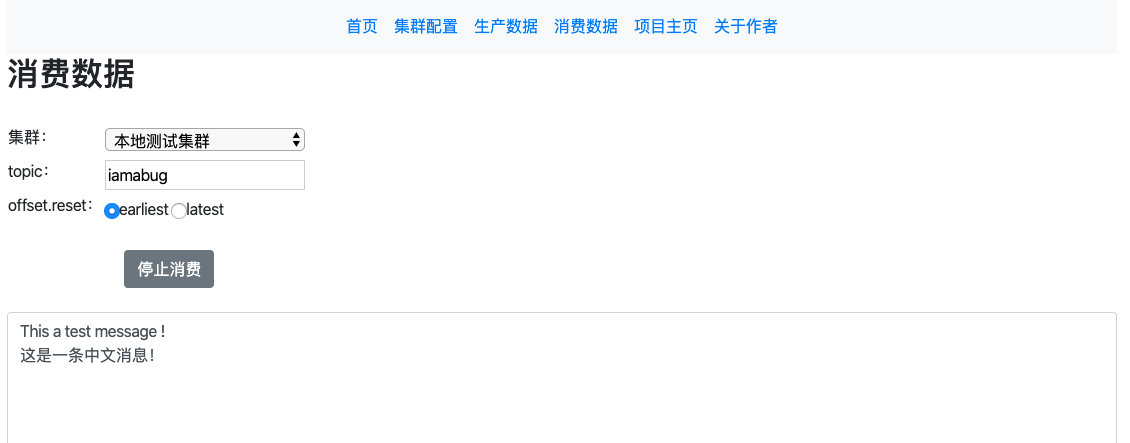 首页 集群配置 生产数据 消费数据 项目主页 关于作者
消费数据
集群： 本地测试集群
topic： iamabug
offset.reset： earliest latest
停止消费
This a test message !
这是一条中文消息！